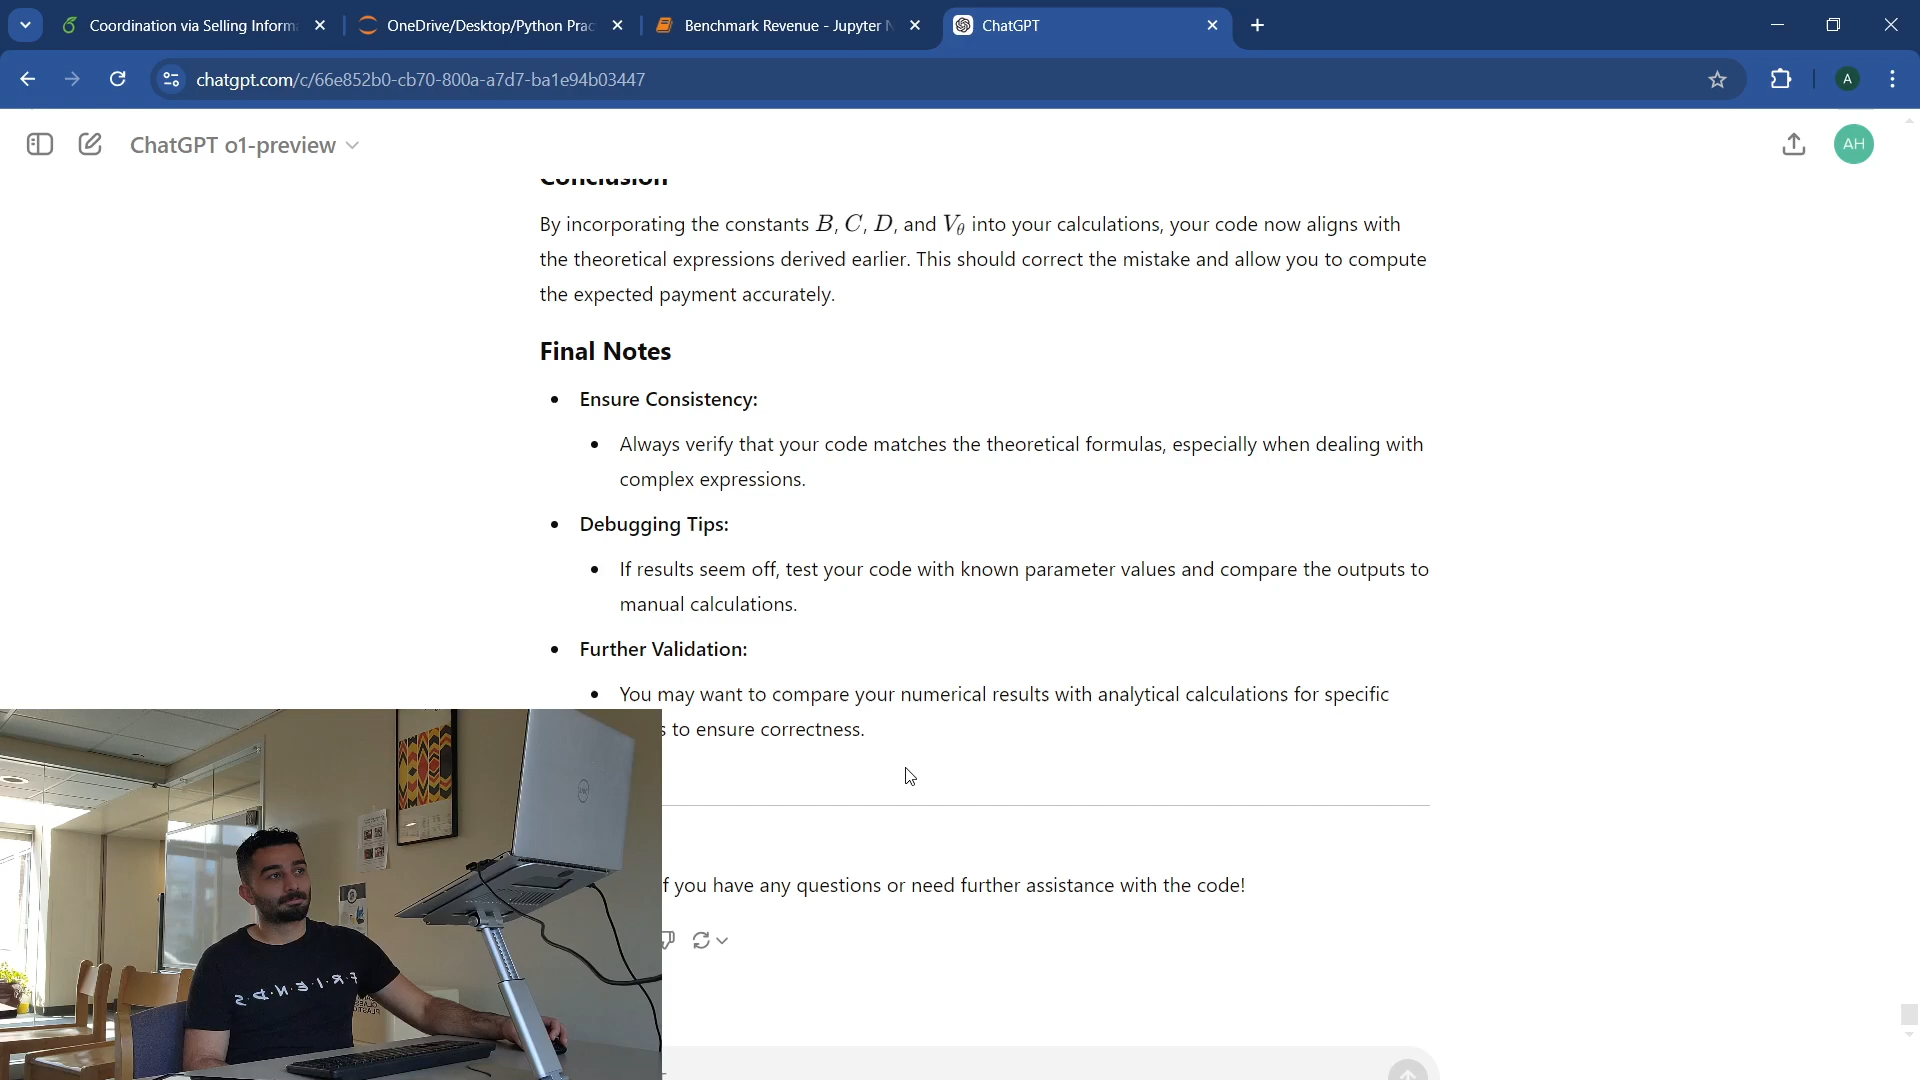 Coordination via Selling Inform
OneDrive/Desktop/Python Prac
Benchmark Revenue - Jupyter N
ChatGPT
chatgpt.com/c/66e852b0-cb70-800a-a7d7-ba1e94b03447
A
ChatGPT o1-preview
AH
Conclusion
By incorporating the constants B, C, D, and Vθ into your calculations, your code now aligns with
the theoretical expressions derived earlier. This should correct the mistake and allow you to compute
the expected payment accurately.
Final Notes
• Ensure Consistency:
• Always verify that your code matches the theoretical formulas, especially when dealing with
complex expressions.
• Debugging Tips:
• If results seem off, test your code with known parameter values and compare the outputs to
manual calculations.
• Further Validation:
• You may want to compare your numerical results with analytical calculations for specific
s to ensure correctness.
f you have any questions or need further assistance with the code!
F·R·I·E·N·D·S